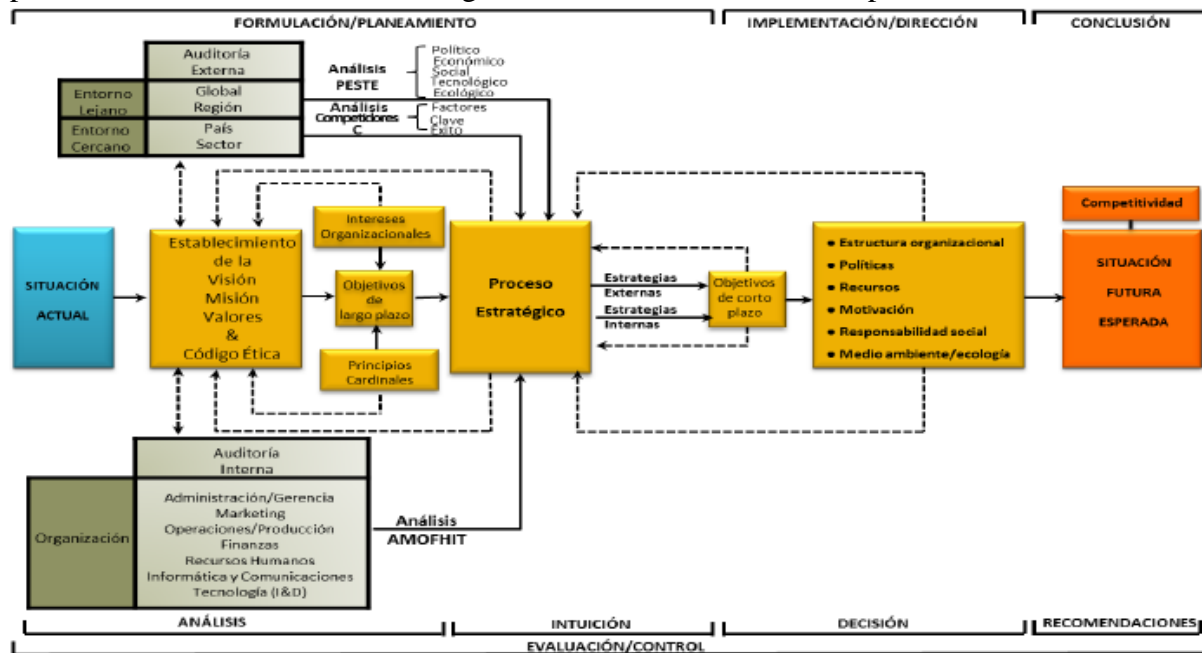 FORMULACIÓN/PLANEAMIENTO
IMPLEMENTACIÓN/DIRECCIÓN
CONCLUSIÓN
Auditoría
Externa
Entorno
Lejano
Global
Región
Entorno
Cercano
País
Sector
Análisis
PESTE
Político
Económico
Social
Tecnológico
Ecológico
Análisis
Competidores
C
Factores
Clave
Éxito
SITUACIÓN
ACTUAL
Establecimiento
de la
Visión
Misión
Valores
&
Código Ética
Intereses
Organizacionales
Objetivos
de
largo plazo
Principios
Cardinales
Proceso
Estratégico
Estrategias
Externas
Estrategias
Internas
Objetivos
de corto
plazo
• Estructura organizacional
• Políticas
• Recursos
• Motivación
• Responsabilidad social
• Medio ambiente/ecología
Competitividad
SITUACIÓN
FUTURA
ESPERADA
Auditoría
Interna
Organización
Administración/Gerencia
Marketing
Operaciones/Producción
Finanzas
Recursos Humanos
Informática y Comunicaciones
Tecnología (I&D)
Análisis
AMOFHIT
ANÁLISIS
INTUICIÓN
DECISIÓN
RECOMENDACIONES
EVALUACIÓN/CONTROL